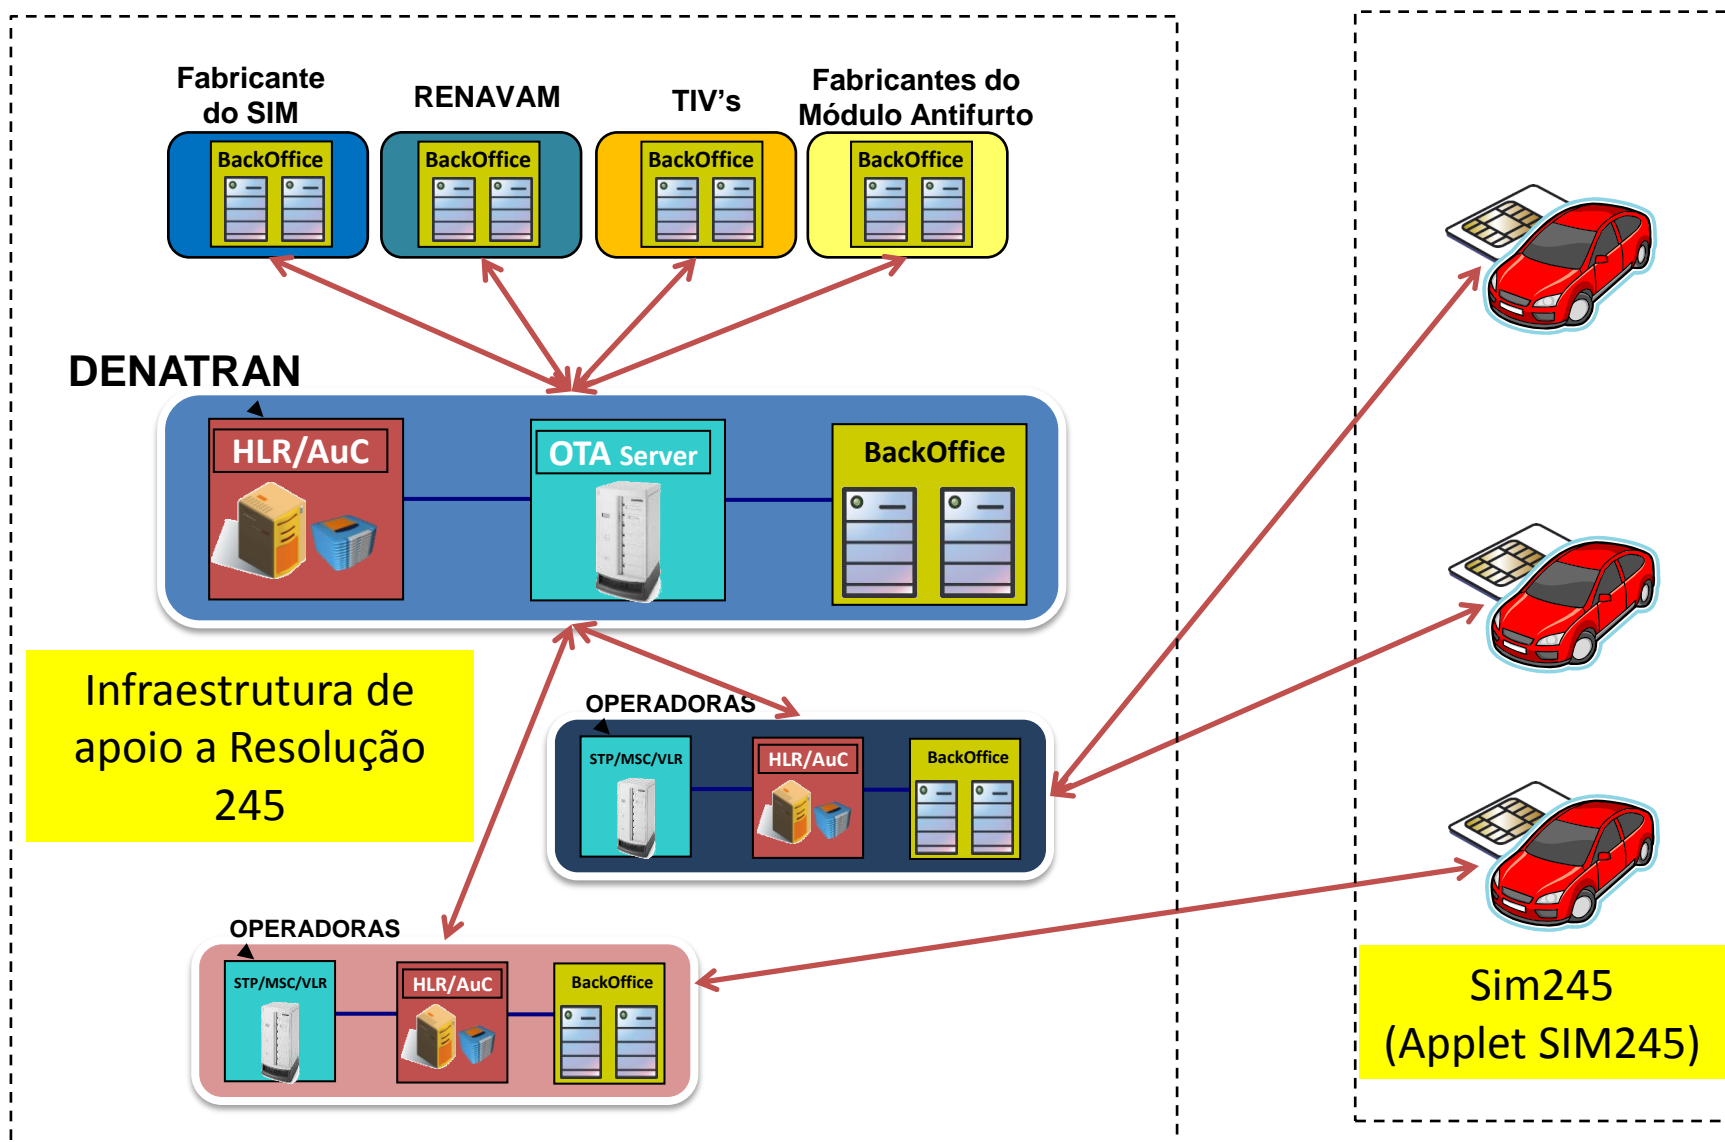 Fabricante
do SIM
RENAVAM
TIV's
Fabricantes do
Módulo Antifurto
BackOffice
BackOffice
BackOffice
BackOffice
DENATRAN
HLR/AuC
OTA Server
BackOffice
Infraestrutura de
apoio a Resolução
245
OPERADORAS
STP/MSC/VLR
HLR/AuC
BackOffice
OPERADORAS
STP/MSC/VLR
HLR/AuC
BackOffice
Sim245
(Applet SIM245)